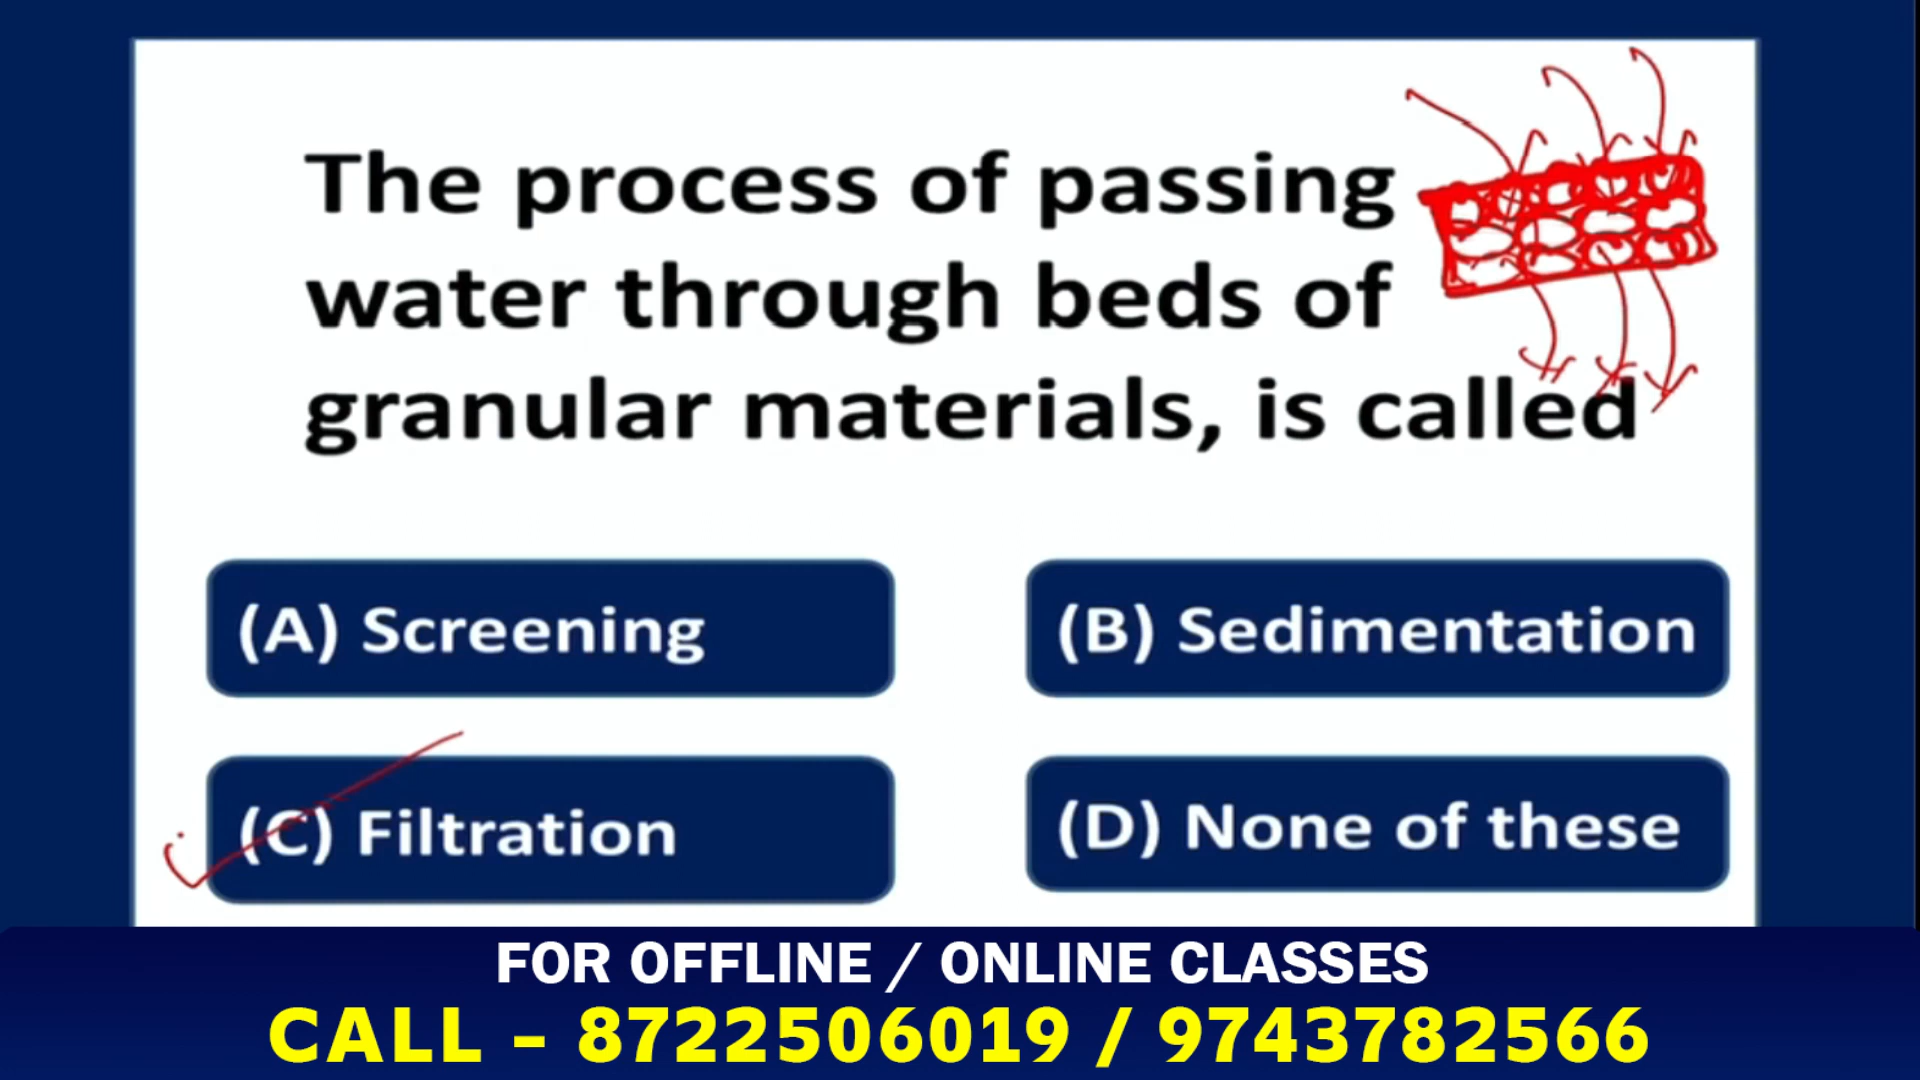 The process of passing
water through beds of
granular materials, is called
(A) Screening
(B) Sedimentation
(C) Filtration
(D) None of these
FOR OFFLINE / ONLINE CLASSES
CALL – 8722506019 / 9743782566